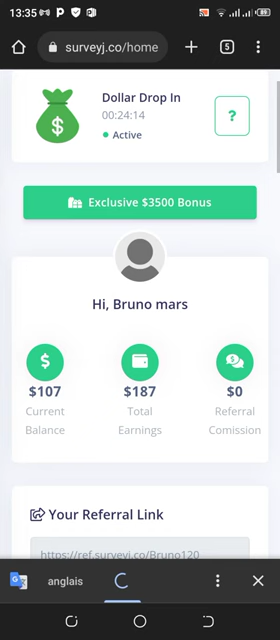 13:35
89
surveyj.co/home
5
Dollar Drop In
00:24:14
Active
?
Exclusive $3500 Bonus
Hi, Bruno mars
$107
Current
Balance
$187
Total
Earnings
$0
Referral
Comission
Your Referral Link
https://ref.surveyj.co/Bruno120
anglais